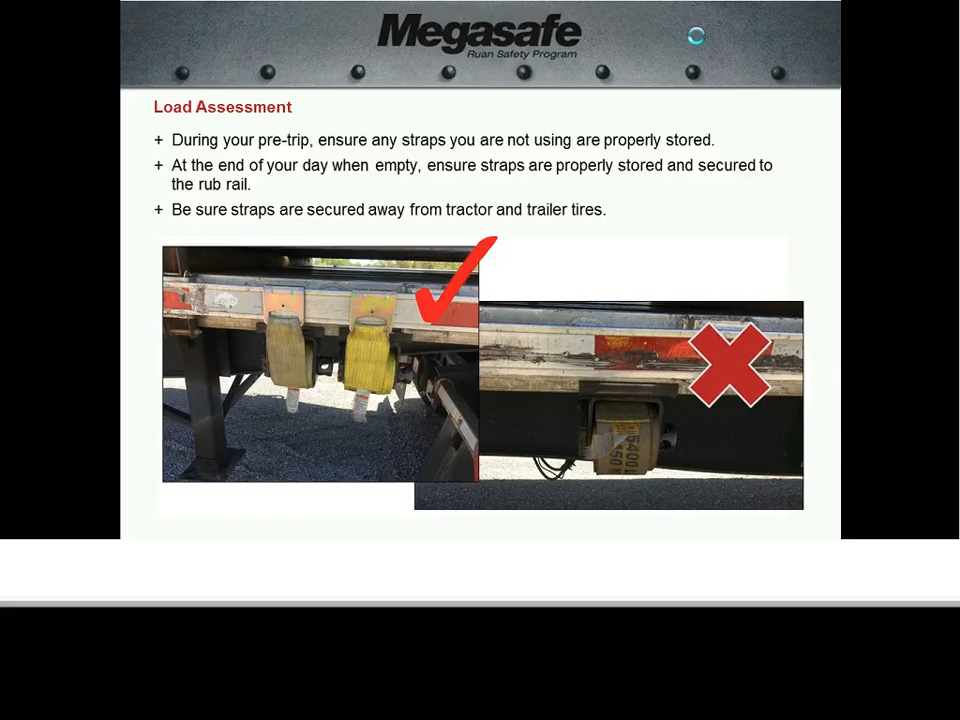 Megasafe
Ruan Safety Program
Load Assessment
+ During your pre-trip, ensure any straps you are not using are properly stored.
+ At the end of your day when empty, ensure straps are properly stored and secured to
the rub rail.
+ Be sure straps are secured away from tractor and trailer tires.
5400